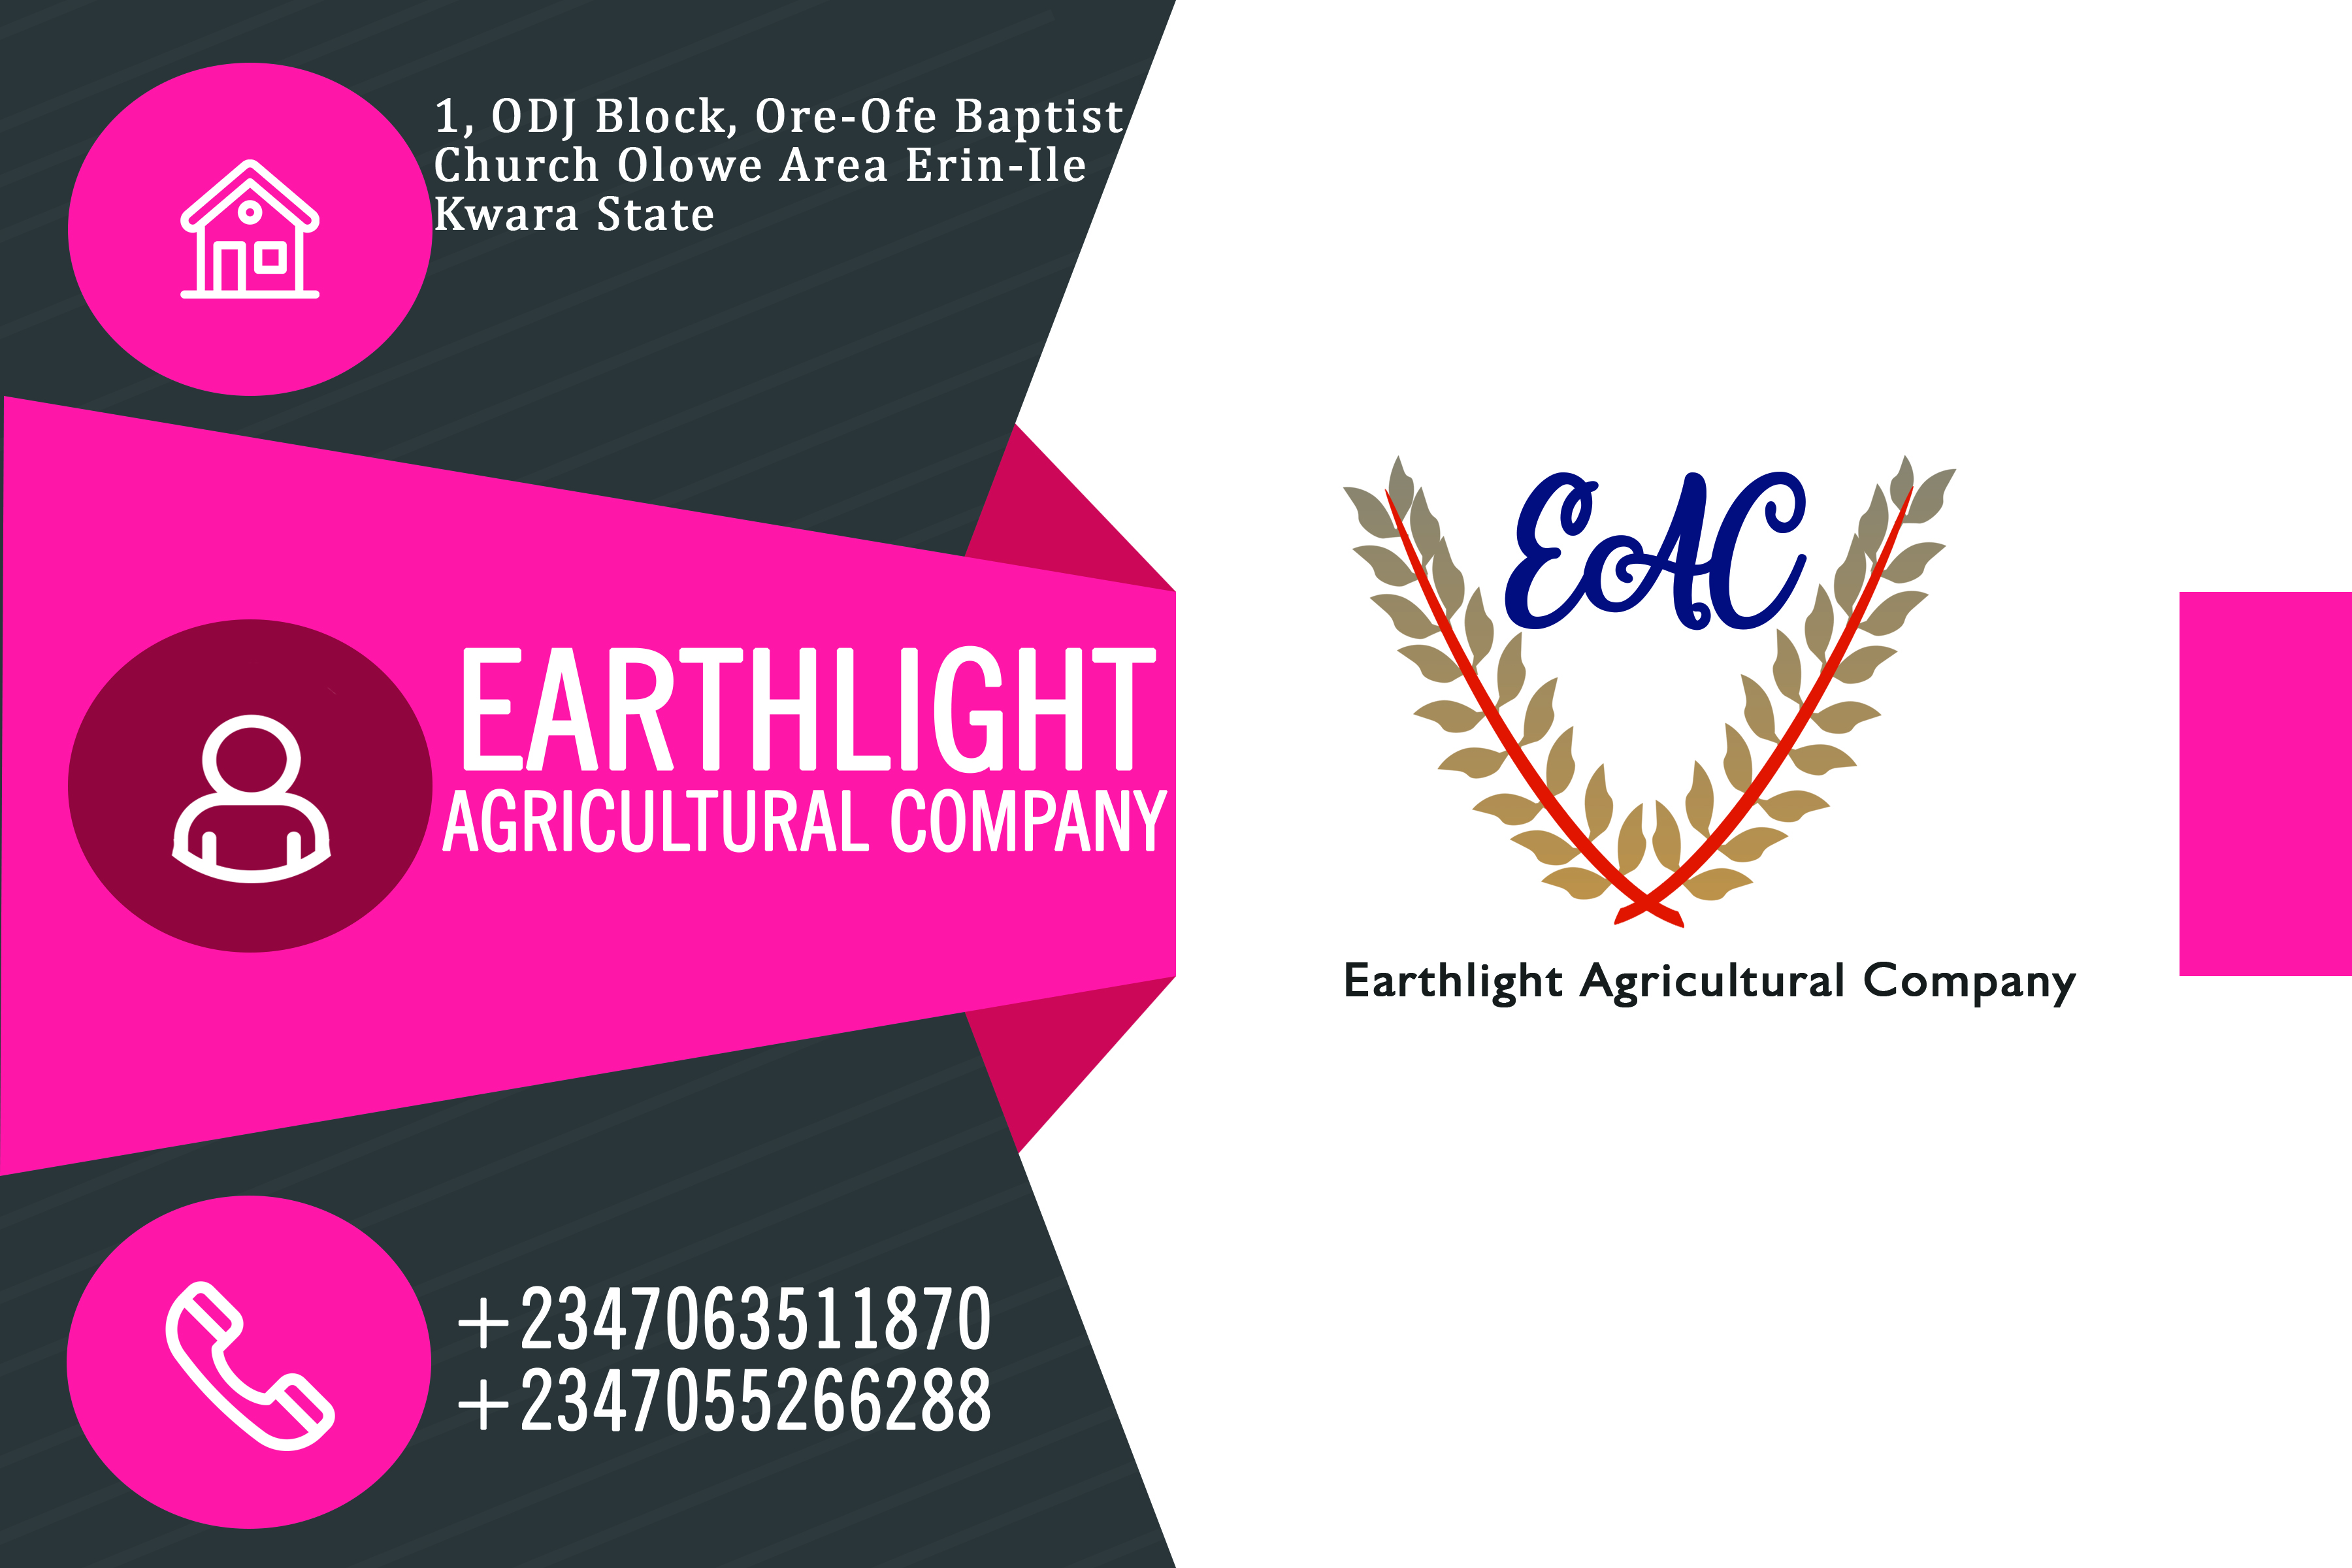 1, ODJ Block, Ore-Ofe Baptist
Church Olowe Area Erin-Ile
Kwara State
EARTHLIGHT
AGRICULTURAL COMPANY
+2347063511870
+2347055266288
EAC
Earthlight Agricultural Company